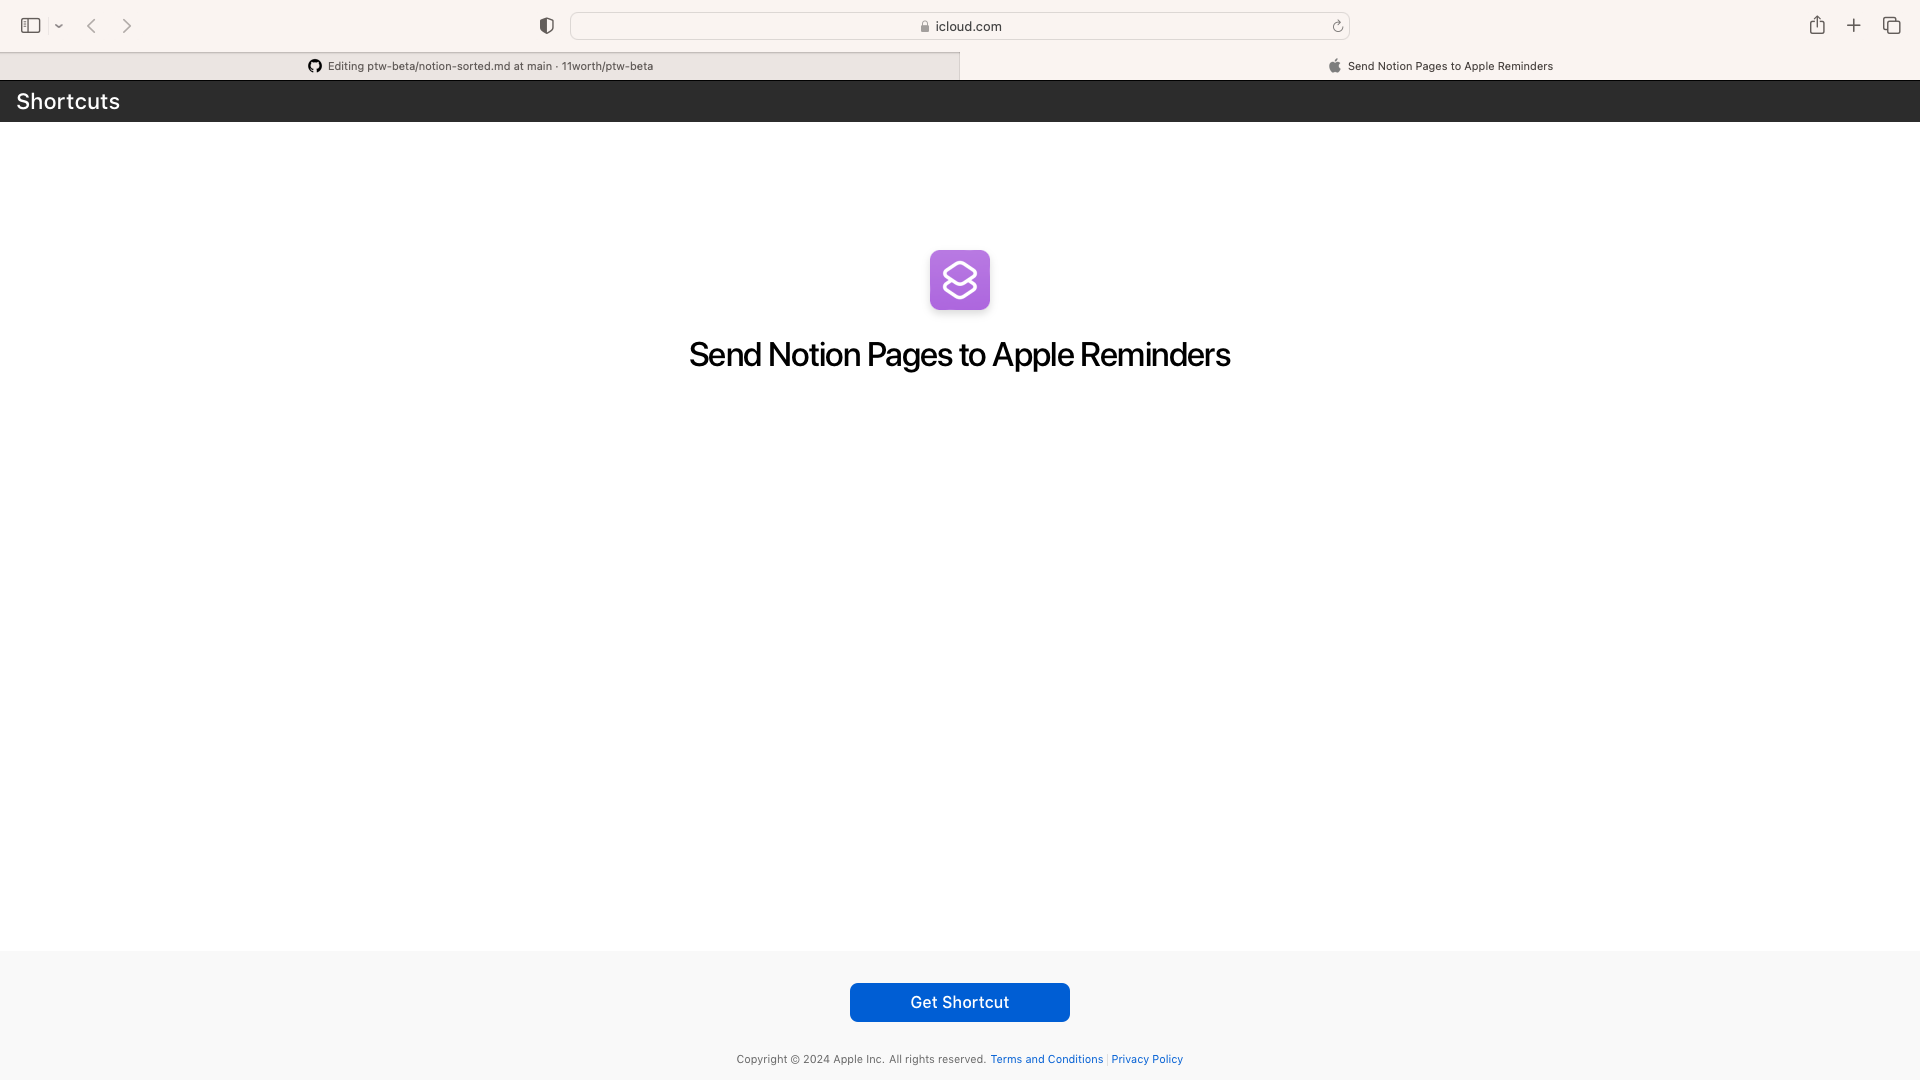 icloud.com
Editing ptw-beta/notion-sorted.md at main · 11worth/ptw-beta
Send Notion Pages to Apple Reminders
Shortcuts
Send Notion Pages to Apple Reminders
Get Shortcut
Copyright © 2024 Apple Inc. All rights reserved. Terms and Conditions | Privacy Policy